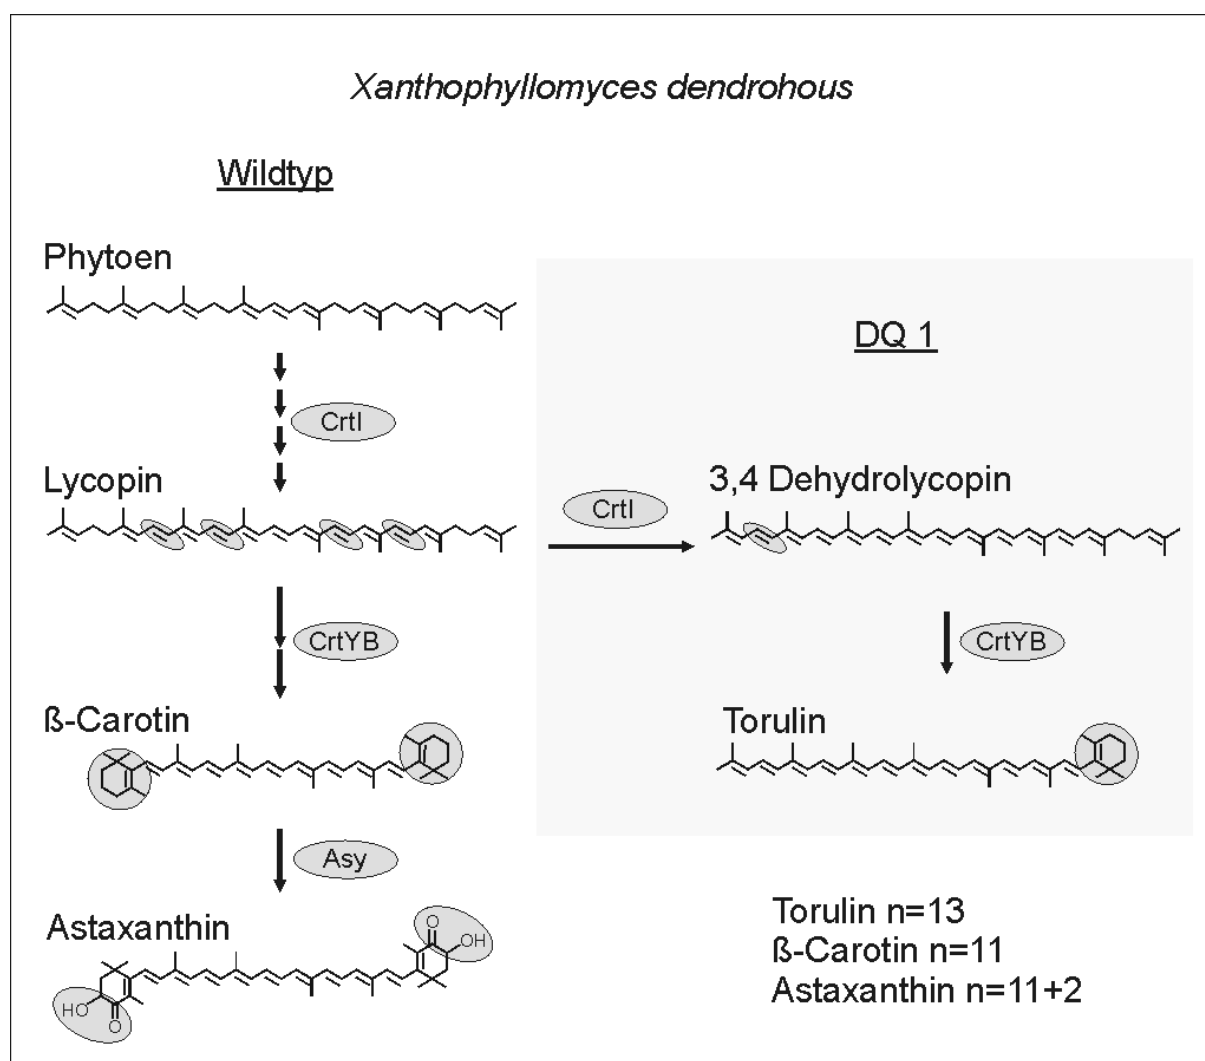 Xanthophyllomyces dendrohous
Wildtyp
Phytoen
CrtI
Lycopin
CrtYB
ß-Carotin
Asy
Astaxanthin
O
OH
HO
O
DQ 1
CrtI
3,4 Dehydrolycopin
CrtYB
Torulin
Torulin n=13
ß-Carotin n=11
Astaxanthin n=11+2